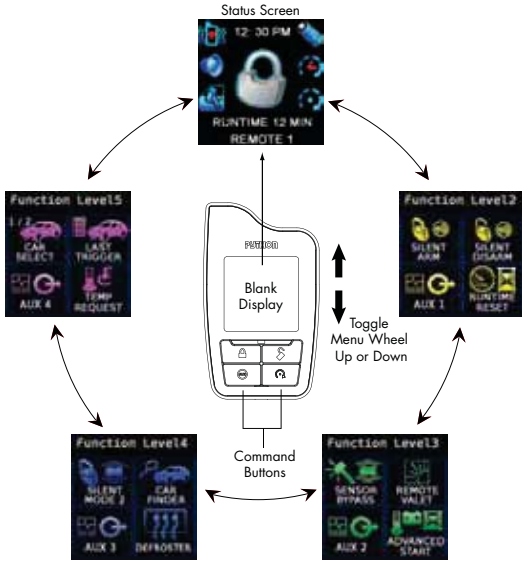 Status Screen
12: 30 PM
RUNTIME 12 MIN
REMOTE 1
Function Level5
1/2
CAR
SELECT
LAST
TRIGGER
AUX 4
TEMP
REQUEST
Function Level2
SILENT
ARM
SILENT
DISARM
AUX 1
RUNTIME
RESET
PYTHON
Blank
Display
Toggle
Menu Wheel
Up or Down
AUX
Command
Buttons
Function Level4
SILENT
MODE 2
CAR
FINDER
AUX 3
DEFROSTER
Function Level3
SENSOR
BYPASS
REMOTE
VALET
AUX 2
ADVANCED
START